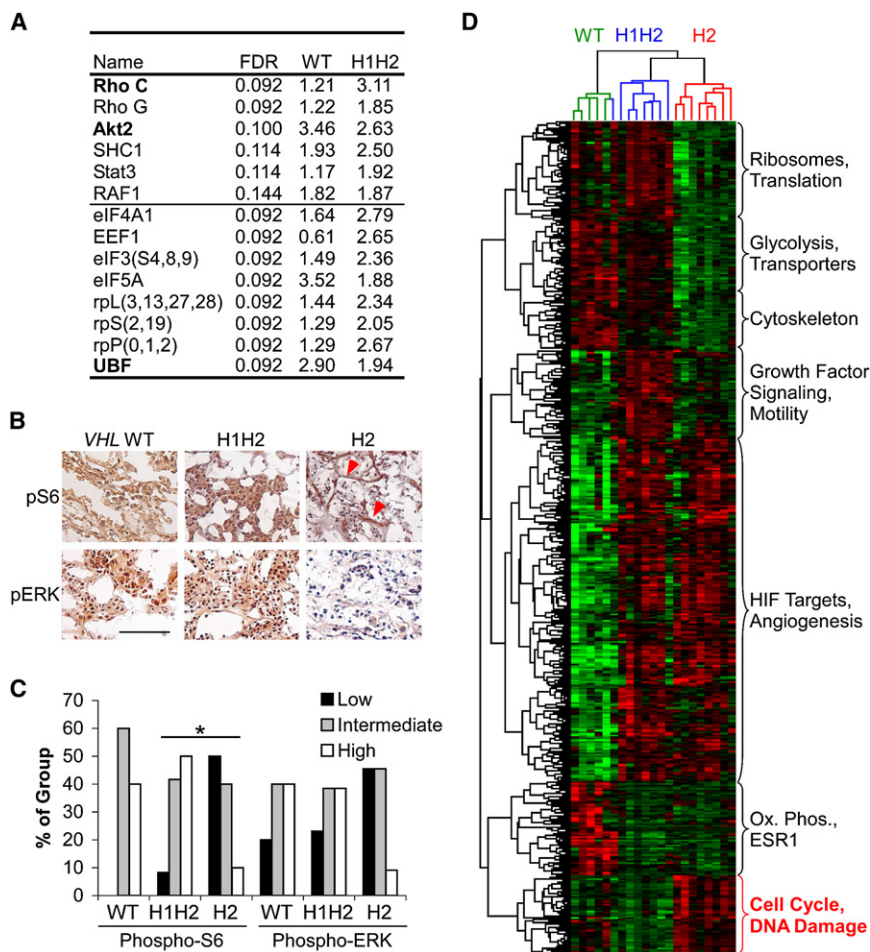 A
Name FDR WT H1H2
Rho C 0.092 1.21 3.11
Rho G 0.092 1.22 1.85
Akt2 0.100 3.46 2.63
SHC1 0.114 1.93 2.50
Stat3 0.114 1.17 1.92
RAF1 0.144 1.82 1.87
eIF4A1 0.092 1.64 2.79
EEF1 0.092 0.61 2.65
eIF3(S4,8,9) 0.092 1.49 2.36
eIF5A 0.092 3.52 1.88
rpL(3,13,27,28) 0.092 1.44 2.34
rpS(2,19) 0.092 1.29 2.05
rpP(0,1,2) 0.092 1.29 2.67
UBF 0.092 2.90 1.94
B
VHL WT H1H2 H2
pS6
pERK
C
% of Group
70
60
50
40
30
20
10
0
Low
Intermediate
High
*
WT H1H2 H2 WT H1H2 H2
Phospho-S6 Phospho-ERK
D
WT H1H2 H2
Ribosomes,
Translation
Glycolysis,
Transporters
Cytoskeleton
Growth Factor
Signaling,
Motility
HIF Targets,
Angiogenesis
Ox. Phos.,
ESR1
Cell Cycle,
DNA Damage